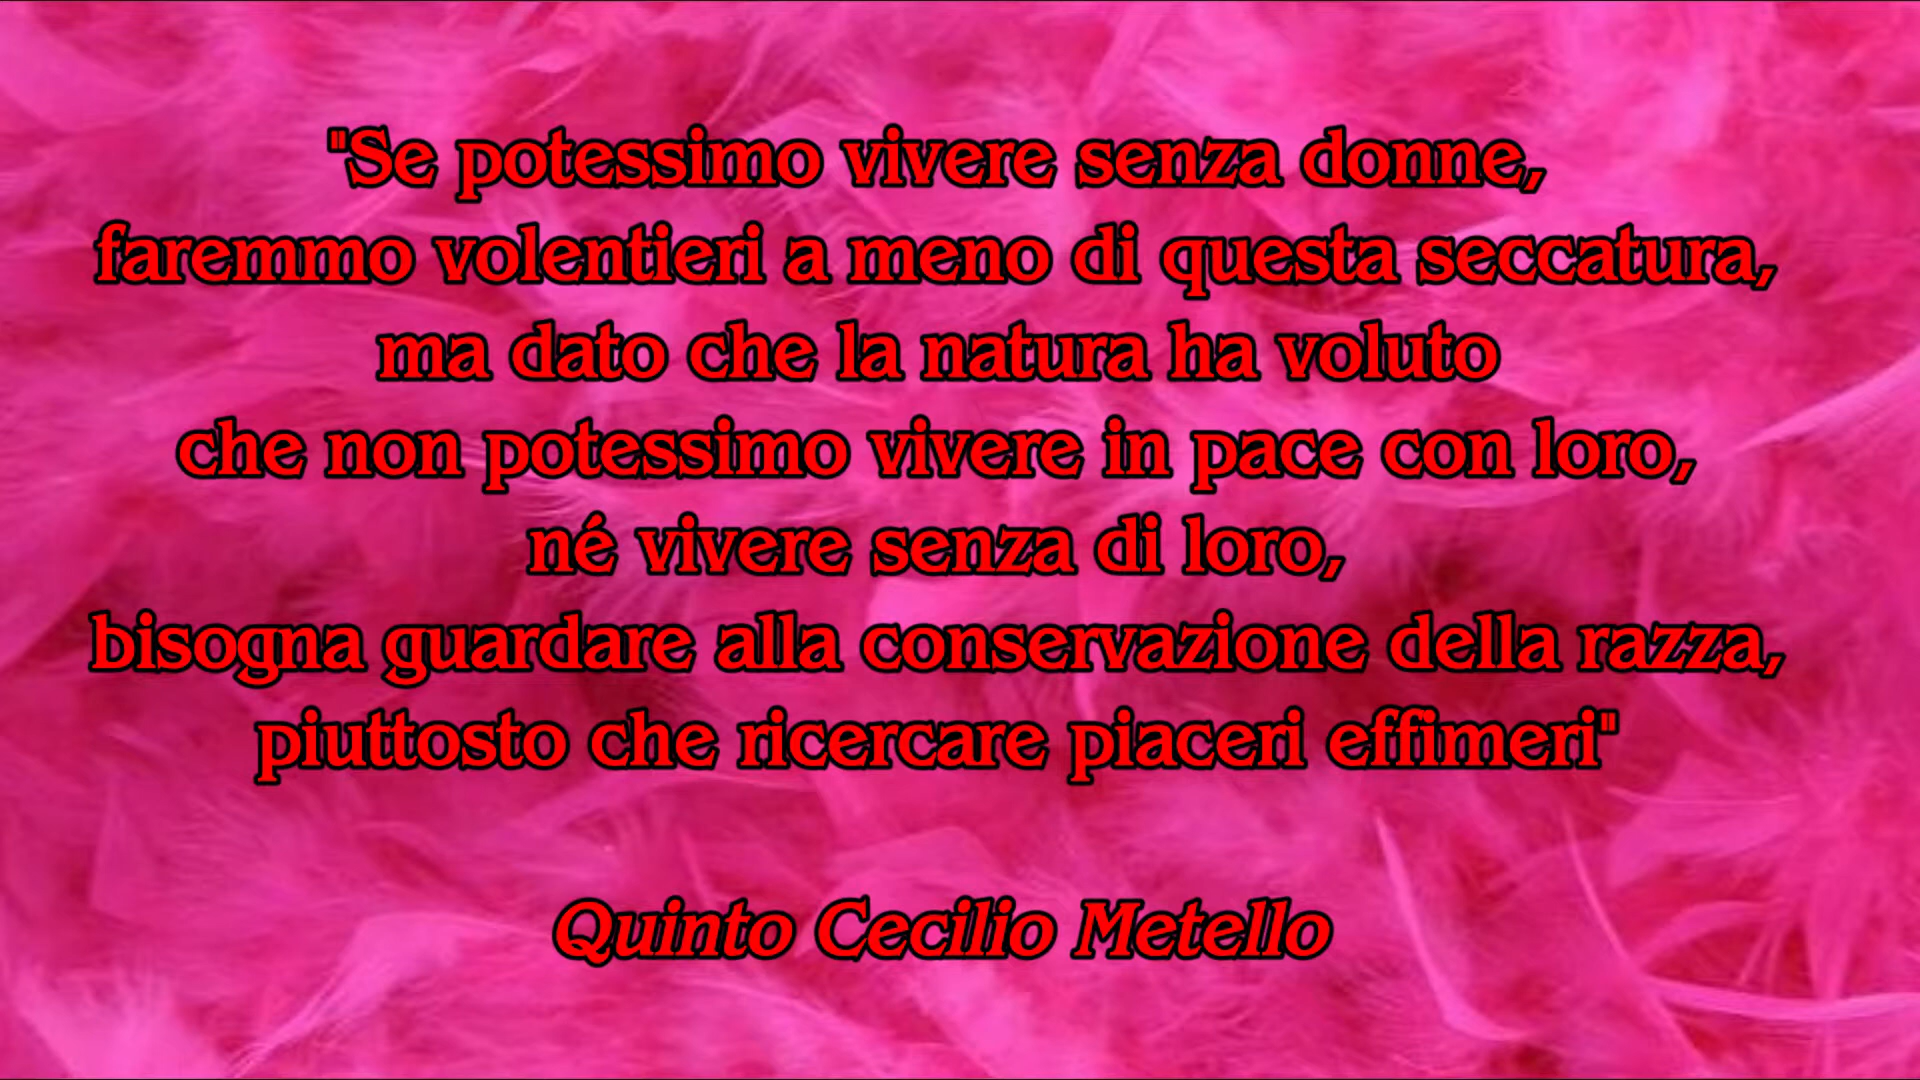 "Se potessimo vivere senza donne,
faremmo volentieri a meno di questa seccatura,
ma dato che la natura ha voluto
che non potessimo vivere in pace con loro,
né vivere senza di loro,
bisogna guardare alla conservazione della razza,
piuttosto che ricercare piaceri effimeri"
Quinto Cecilio Metello